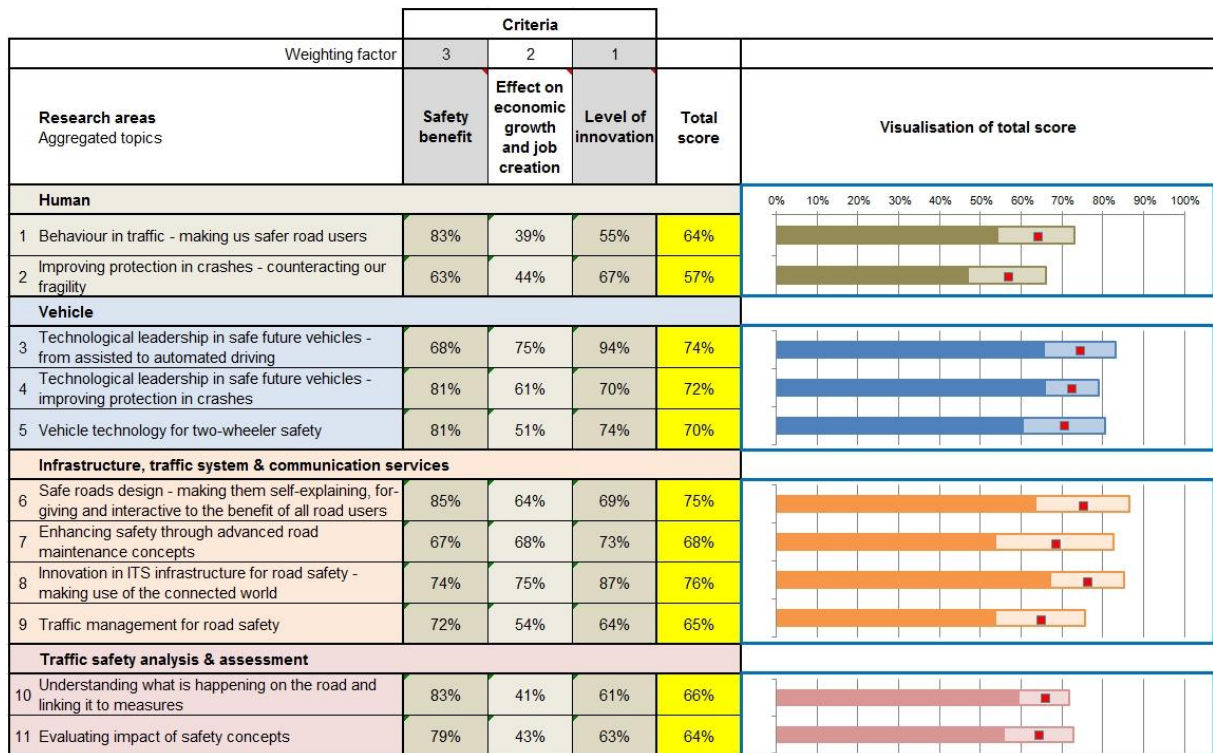 Criteria
Weighting factor 3 2 1
Research areas
Aggregated topics
Safety
benefit
Effect on
economic
growth
and job
creation
Level of
innovation
Total
score
Visualisation of total score
Human
0% 10% 20% 30% 40% 50% 60% 70% 80% 90% 100%
1 Behaviour in traffic - making us safer road users 83% 39% 55% 64%
2 Improving protection in crashes - counteracting our
fragility 63% 44% 67% 57%
Vehicle
3 Technological leadership in safe future vehicles -
from assisted to automated driving 68% 75% 94% 74%
4 Technological leadership in safe future vehicles -
improving protection in crashes 81% 61% 70% 72%
5 Vehicle technology for two-wheeler safety 81% 51% 74% 70%
Infrastructure, traffic system & communication services
6 Safe roads design - making them self-explaining, for-
giving and interactive to the benefit of all road users 85% 64% 69% 75%
7 Enhancing safety through advanced road
maintenance concepts 67% 68% 73% 68%
8 Innovation in ITS infrastructure for road safety -
making use of the connected world 74% 75% 87% 76%
9 Traffic management for road safety 72% 54% 64% 65%
Traffic safety analysis & assessment
10 Understanding what is happening on the road and
linking it to measures 83% 41% 61% 66%
11 Evaluating impact of safety concepts 79% 43% 63% 64%